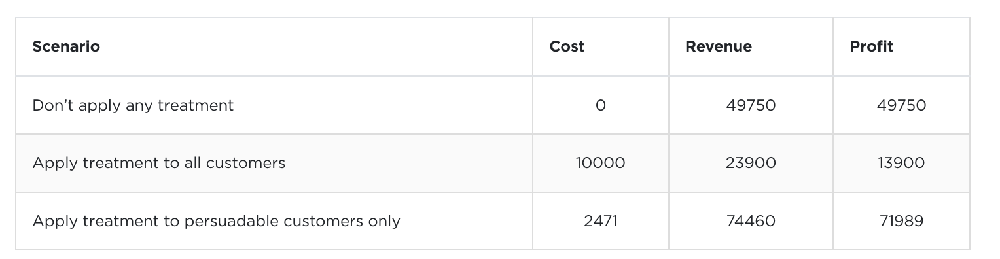 Scenario Cost Revenue Profit
Don’t apply any treatment 0 49750 49750
Apply treatment to all customers 10000 23900 13900
Apply treatment to persuadable customers only 2471 74460 71989